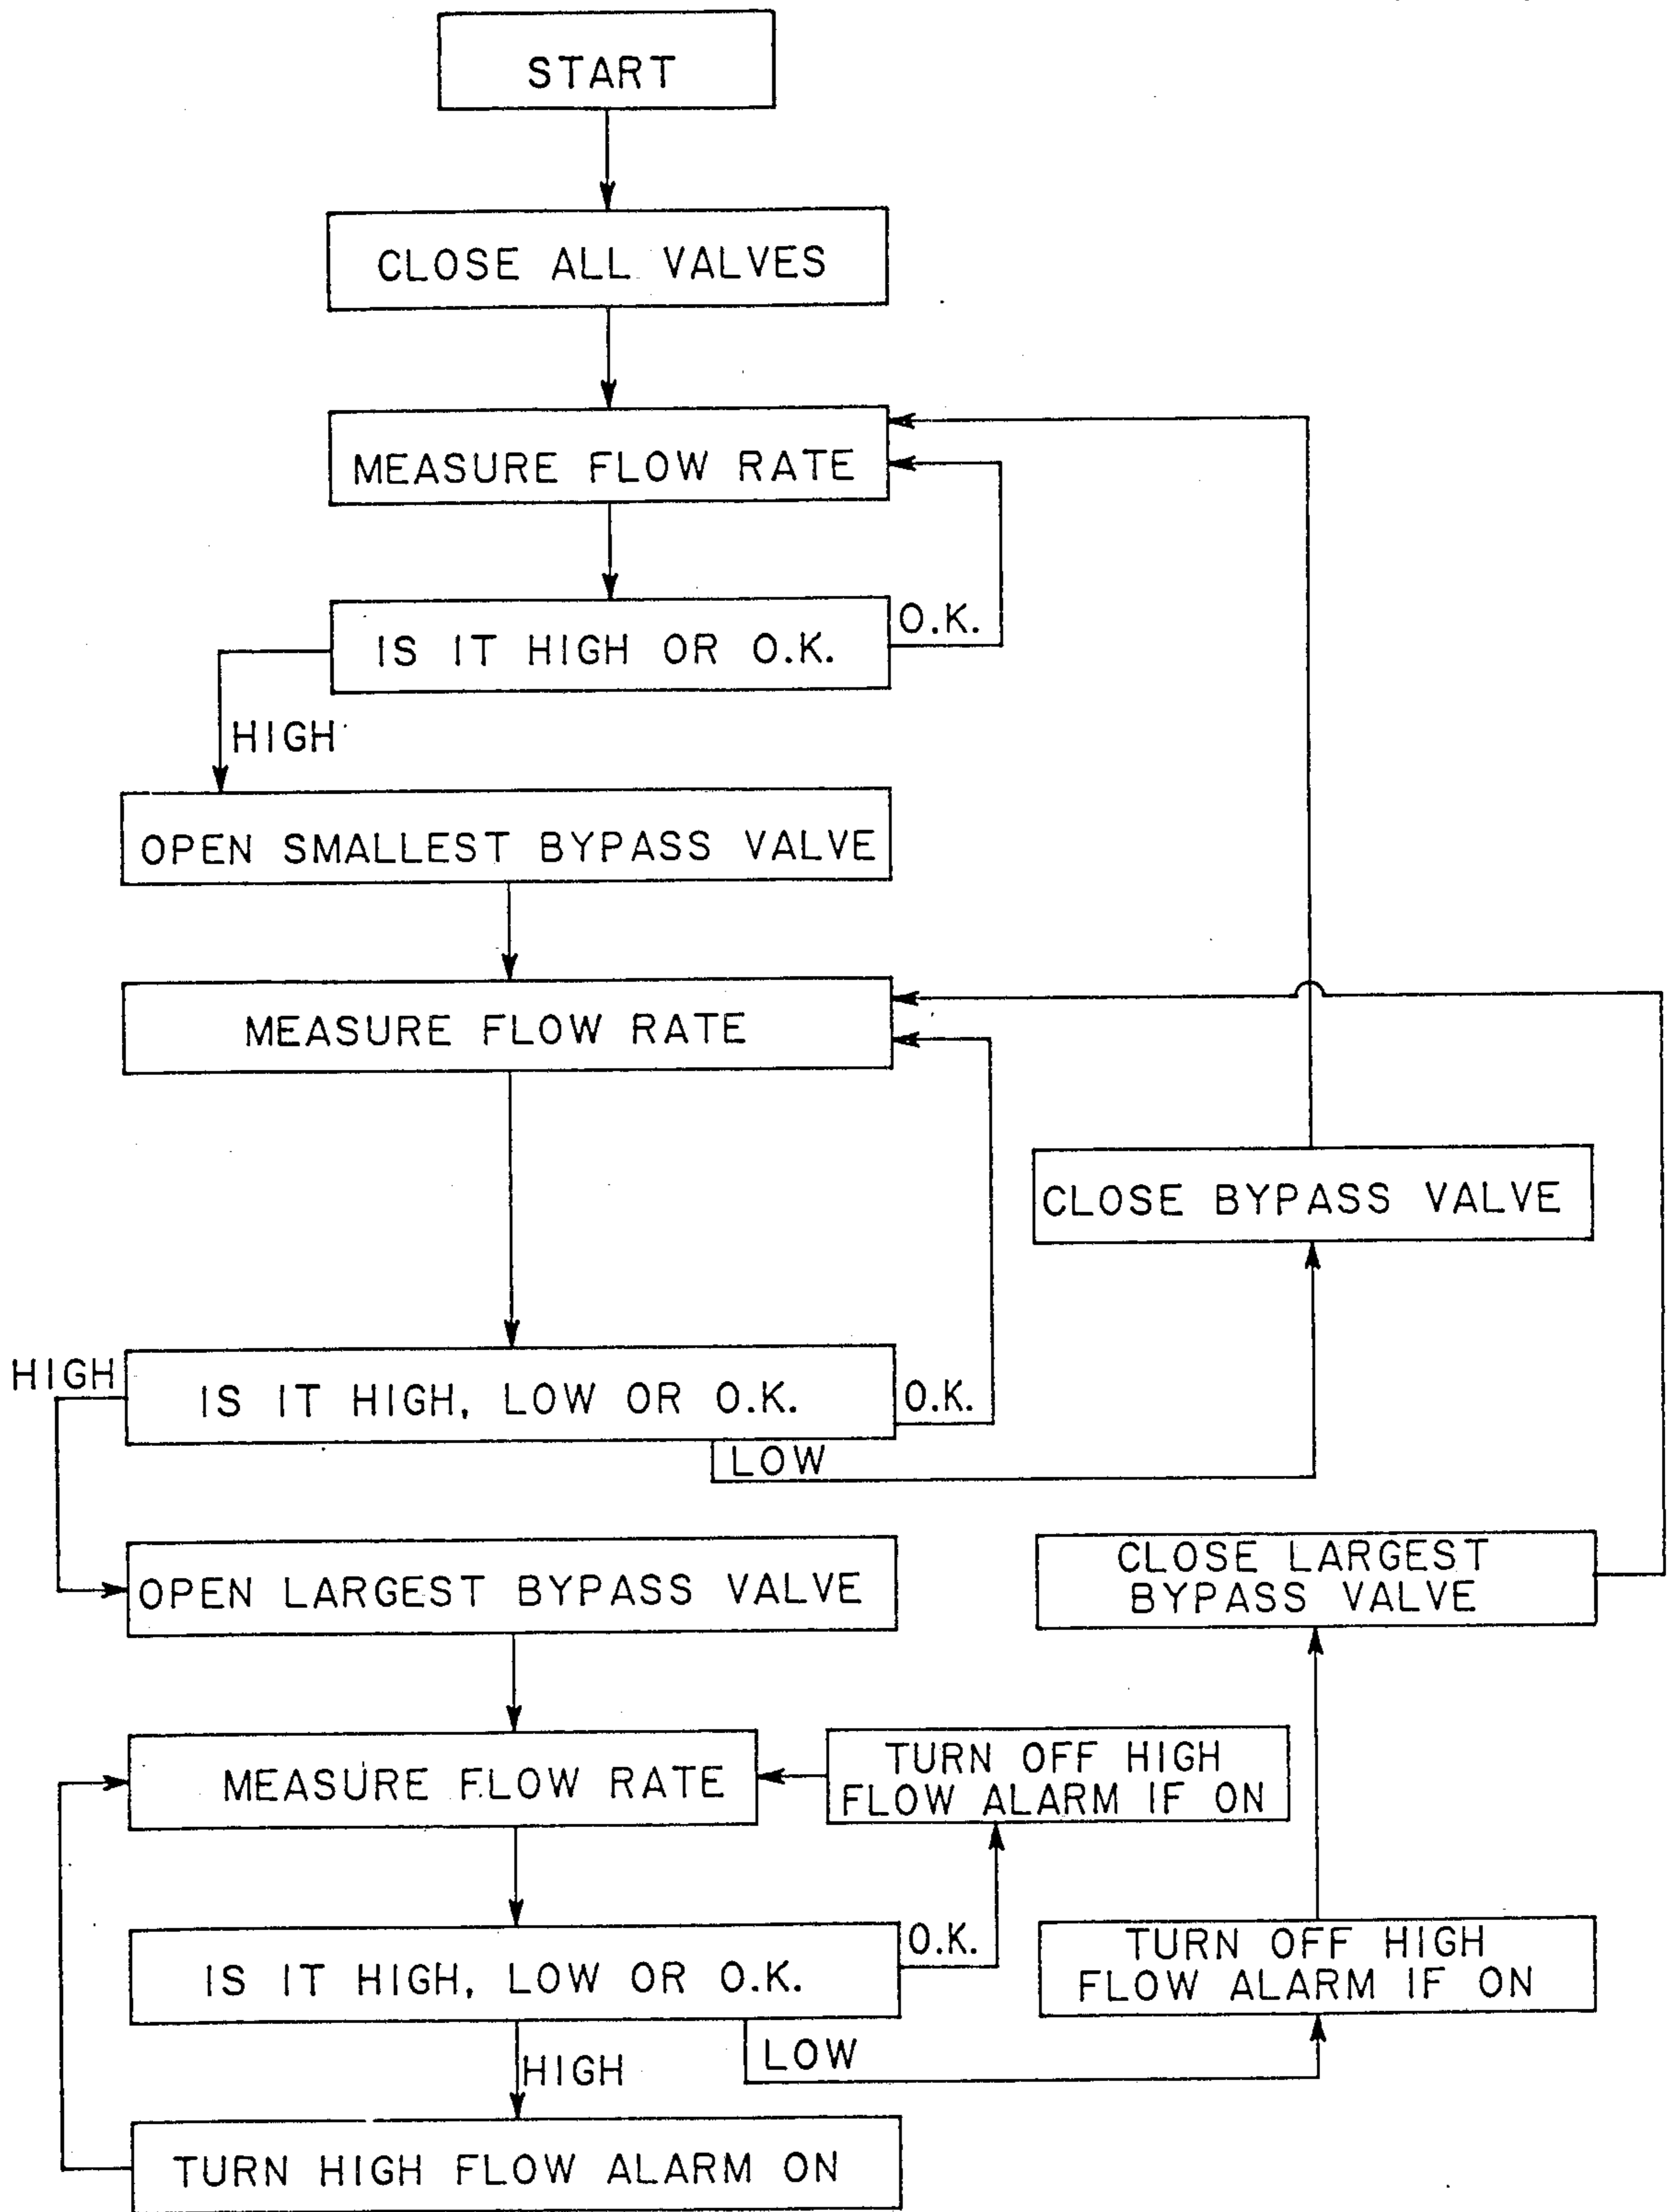 START
CLOSE ALL VALVES
MEASURE FLOW RATE
IS IT HIGH OR O.K.
O.K.
HIGH
OPEN SMALLEST BYPASS VALVE
MEASURE FLOW RATE
CLOSE BYPASS VALVE
HIGH
IS IT HIGH, LOW OR O.K.
O.K.
LOW
OPEN LARGEST BYPASS VALVE
CLOSE LARGEST
BYPASS VALVE
MEASURE FLOW RATE
TURN OFF HIGH
FLOW ALARM IF ON
IS IT HIGH, LOW OR O.K.
O.K.
TURN OFF HIGH
FLOW ALARM IF ON
HIGH
LOW
TURN HIGH FLOW ALARM ON